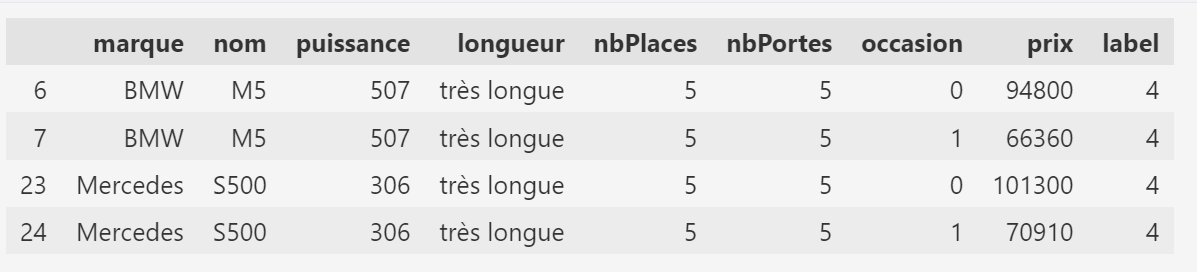 marque nom puissance longueur nbPlaces nbPortes occasion prix label
6 BMW M5 507 très longue 5 5 0 94800 4
7 BMW M5 507 très longue 5 5 1 66360 4
23 Mercedes S500 306 très longue 5 5 0 101300 4
24 Mercedes S500 306 très longue 5 5 1 70910 4